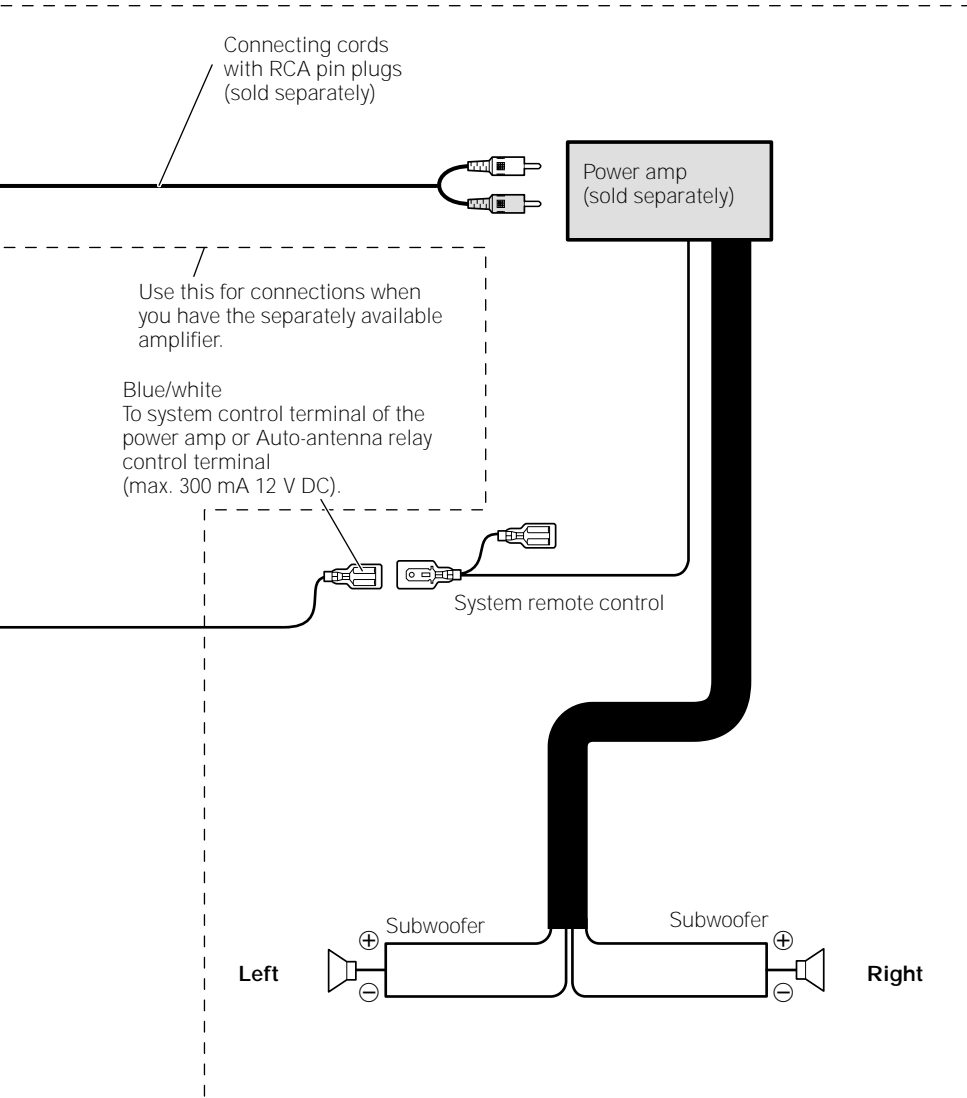 Connecting cords
with RCA pin plugs
(sold separately)
Power amp
(sold separately)
Use this for connections when
you have the separately available
amplifier.
Blue/white
To system control terminal of the
power amp or Auto-antenna relay
control terminal
(max. 300 mA 12 V DC).
System remote control
Subwoofer
Subwoofer
⊕
⊕
Left
Right
⊖
⊖